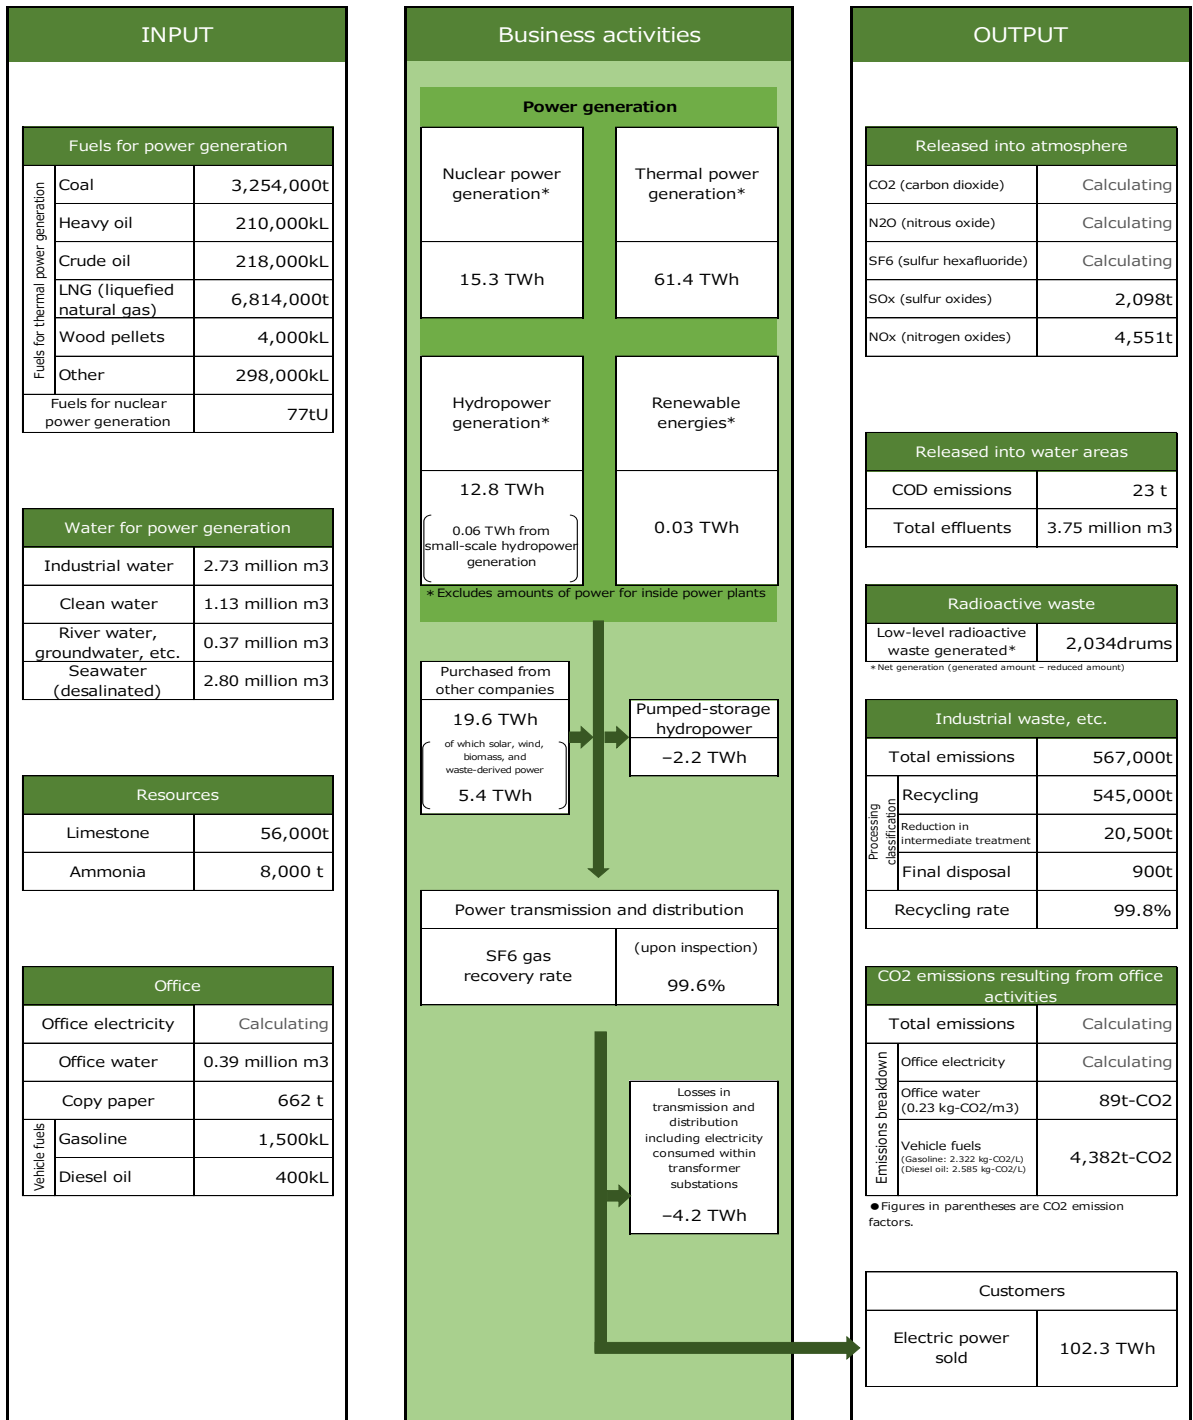 INPUT
Fuels for power generation
Fuels for thermal power generation
Coal 3,254,000t
Heavy oil 210,000kL
Crude oil 218,000kL
LNG (liquefied
natural gas) 6,814,000t
Wood pellets 4,000kL
Other 298,000kL
Fuels for nuclear
power generation 77tU
Water for power generation
Industrial water 2.73 million m3
Clean water 1.13 million m3
River water,
groundwater, etc. 0.37 million m3
Seawater
(desalinated) 2.80 million m3
Resources
Limestone 56,000t
Ammonia 8,000 t
Office
Office electricity Calculating
Office water 0.39 million m3
Copy paper 662 t
Vehicle fuels
Gasoline 1,500kL
Diesel oil 400kL
Business activities
Power generation
Nuclear power
generation*
15.3 TWh
Thermal power
generation*
61.4 TWh
Hydropower
generation*
12.8 TWh
0.06 TWh from
small-scale hydropower
generation
Renewable
energies*
0.03 TWh
*Excludes amounts of power for inside power plants
Purchased from
other companies
19.6 TWh
of which solar, wind,
biomass, and
waste-derived power
5.4 TWh
Pumped-storage
hydropower
–2.2 TWh
Power transmission and distribution
SF6 gas
recovery rate
(upon inspection)
99.6%
Losses in
transmission and
distribution
including electricity
consumed within
transformer
substations
–4.2 TWh
OUTPUT
Released into atmosphere
CO2 (carbon dioxide) Calculating
N2O (nitrous oxide) Calculating
SF6 (sulfur hexafluoride) Calculating
SOx (sulfur oxides) 2,098t
NOx (nitrogen oxides) 4,551t
Released into water areas
COD emissions 23 t
Total effluents 3.75 million m3
Radioactive waste
Low-level radioactive
waste generated* 2,034drums
*Net generation (generated amount – reduced amount)
Industrial waste, etc.
Total emissions 567,000t
Processing
classification
Recycling 545,000t
Reduction in
intermediate treatment 20,500t
Final disposal 900t
Recycling rate 99.8%
CO2 emissions resulting from office
activities
Total emissions Calculating
Emissions breakdown
Office electricity Calculating
Office water
(0.23 kg-CO2/m3) 89t-CO2
Vehicle fuels
(Gasoline: 2.322 kg-CO2/L)
(Diesel oil: 2.585 kg-CO2/L)
4,382t-CO2
●Figures in parentheses are CO2 emission
factors.
Customers
Electric power
sold 102.3 TWh